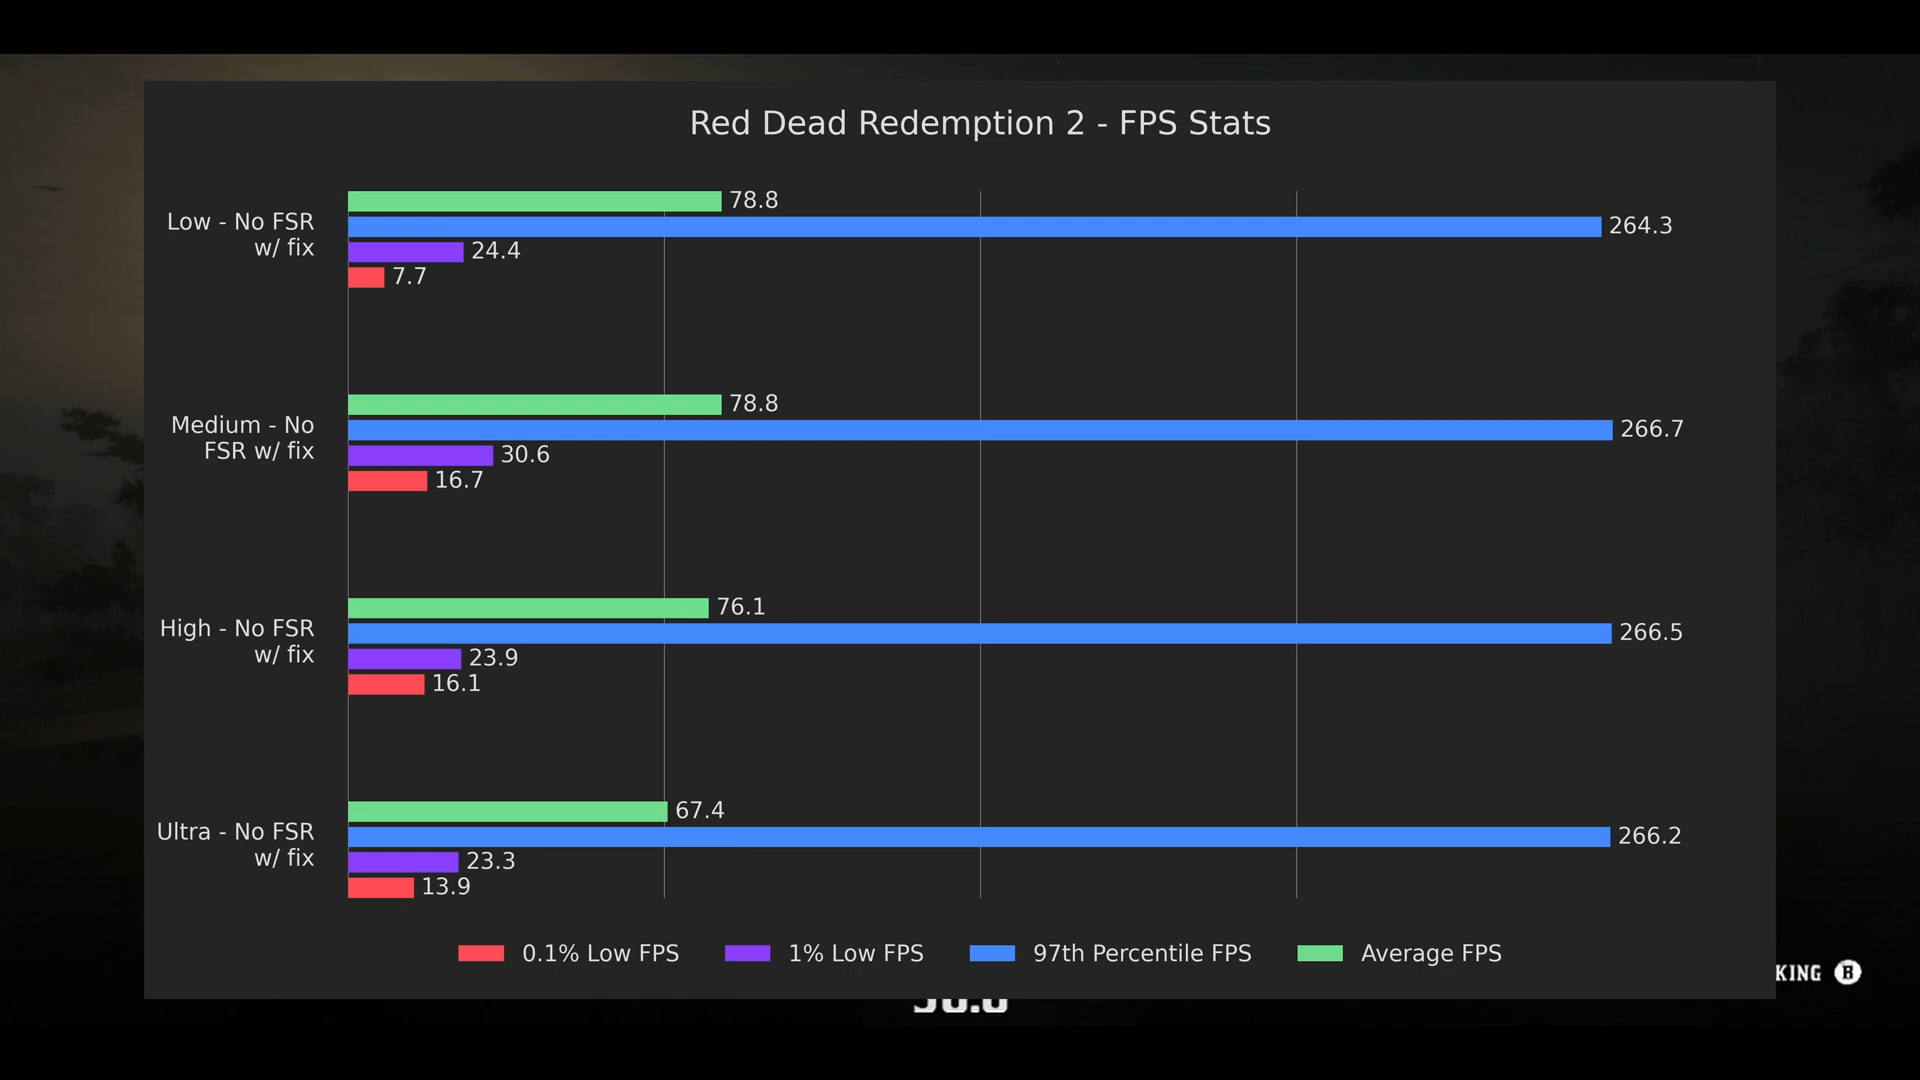 Red Dead Redemption 2 - FPS Stats
Low - No FSR
w/ fix
78.8
264.3
24.4
7.7
Medium - No
FSR w/ fix
78.8
266.7
30.6
16.7
High - No FSR
w/ fix
76.1
266.5
23.9
16.1
Ultra - No FSR
w/ fix
67.4
266.2
23.3
13.9
0.1% Low FPS
1% Low FPS
97th Percentile FPS
Average FPS
KING B